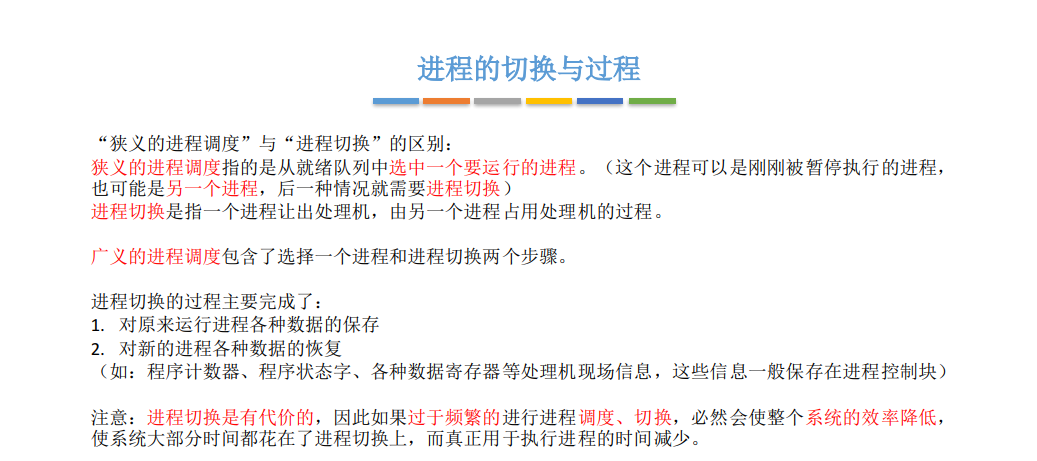 进程的切换与过程
“狭义的进程调度”与“进程切换”的区别：
狭义的进程调度指的是从就绪队列中选中一个要运行的进程。（这个进程可以是刚刚被暂停执行的进程，
也可能是另一个进程，后一种情况就需要进程切换）
进程切换是指一个进程让出处理机，由另一个进程占用处理机的过程。
广义的进程调度包含了选择一个进程和进程切换两个步骤。
进程切换的过程主要完成了：
1. 对原来运行进程各种数据的保存
2. 对新的进程各种数据的恢复
（如：程序计数器、程序状态字、各种数据寄存器等处理机现场信息，这些信息一般保存在进程控制块）
注意：进程切换是有代价的，因此如果过于频繁的进行进程调度、切换，必然会使整个系统的效率降低，
使系统大部分时间都花在了进程切换上，而真正用于执行进程的时间减少。